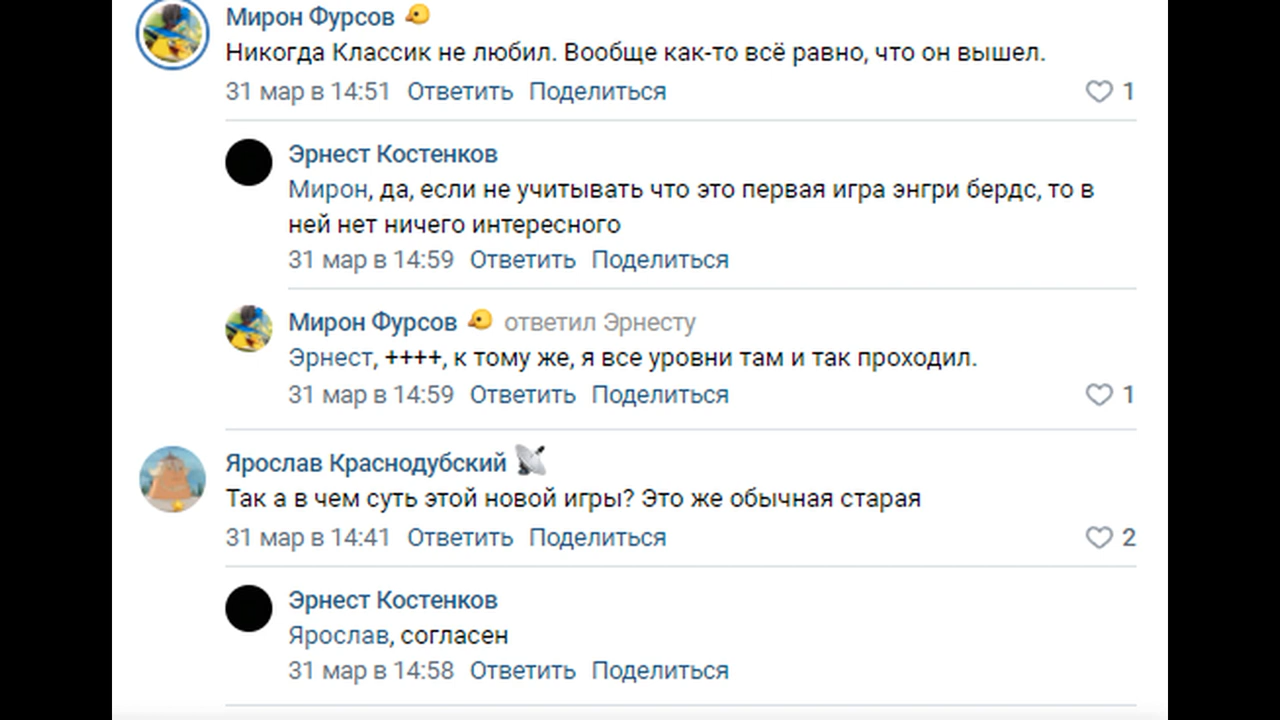 Мирон Фурсов
Никогда Классик не любил. Вообще как-то всё равно, что он вышел.
31 мар в 14:51 Ответить Поделиться 1
Эрнест Костенков
Мирон, да, если не учитывать что это первая игра энгри бердс, то в
ней нет ничего интересного
31 мар в 14:59 Ответить Поделиться
Мирон Фурсов ответил Эрнесту
Эрнест, ++++, к тому же, я все уровни там и так проходил.
31 мар в 14:59 Ответить Поделиться 1
Ярослав Краснодубский
Так а в чем суть этой новой игры? Это же обычная старая
31 мар в 14:41 Ответить Поделиться 2
Эрнест Костенков
Ярослав, согласен
31 мар в 14:58 Ответить Поделиться